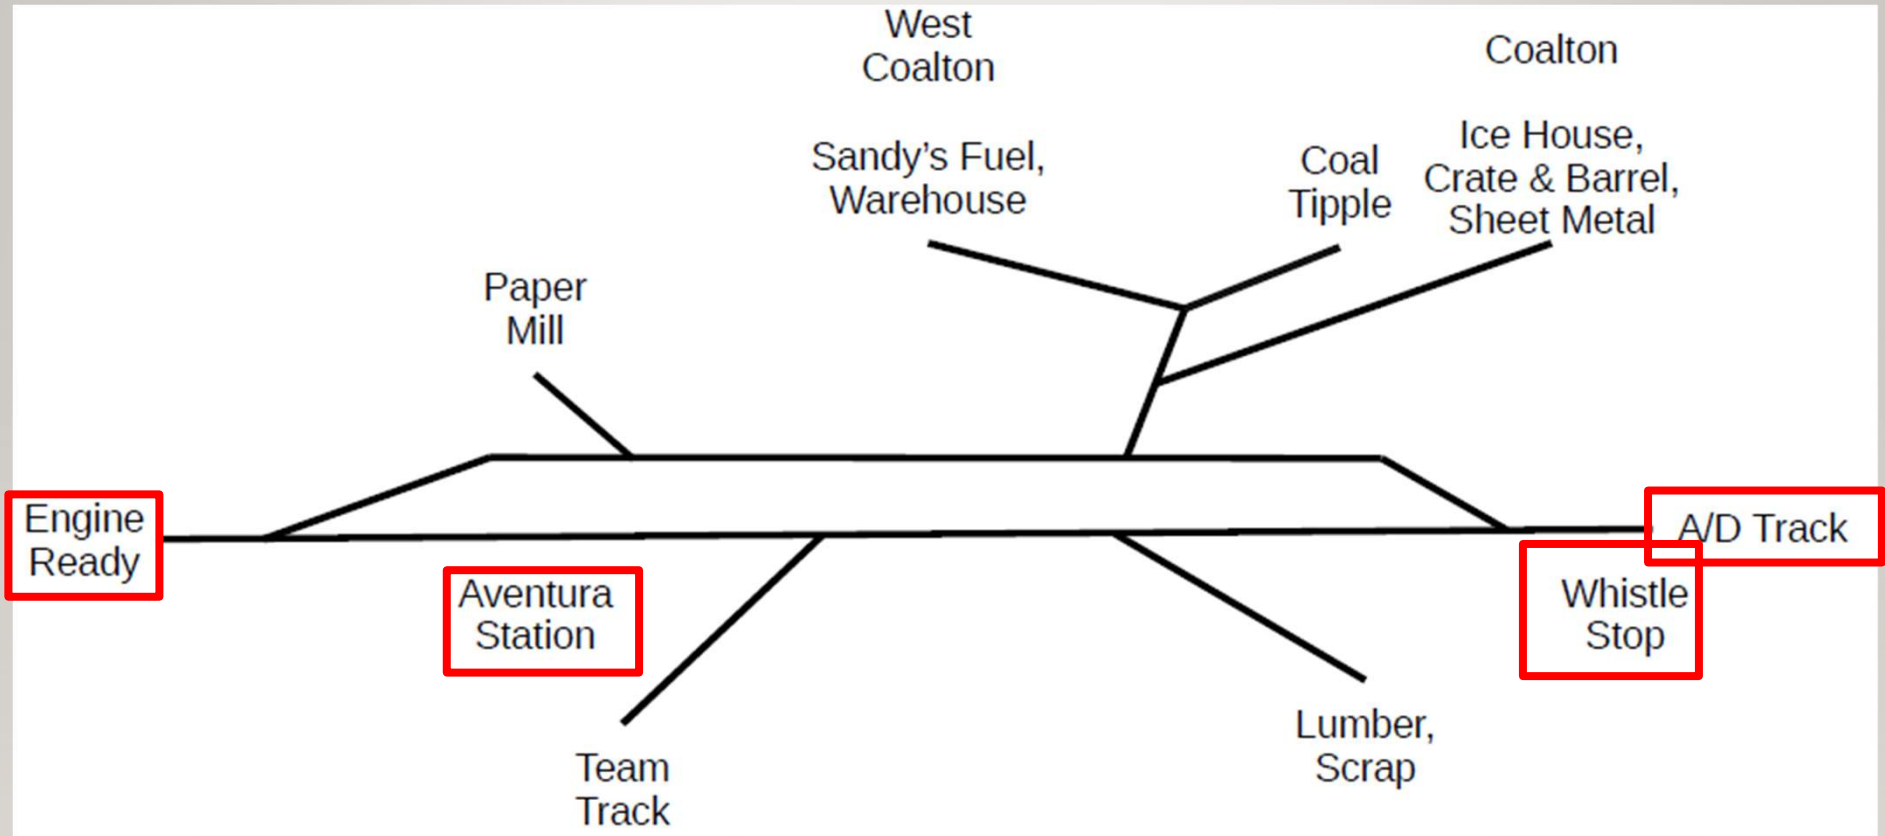 West
Coalton
Coalton
Sandy's Fuel,
Warehouse
Coal
Tipple
Ice House,
Crate & Barrel,
Sheet Metal
Paper
Mill
Engine
Ready
A/D Track
Aventura
Station
Whistle
Stop
Team
Track
Lumber,
Scrap